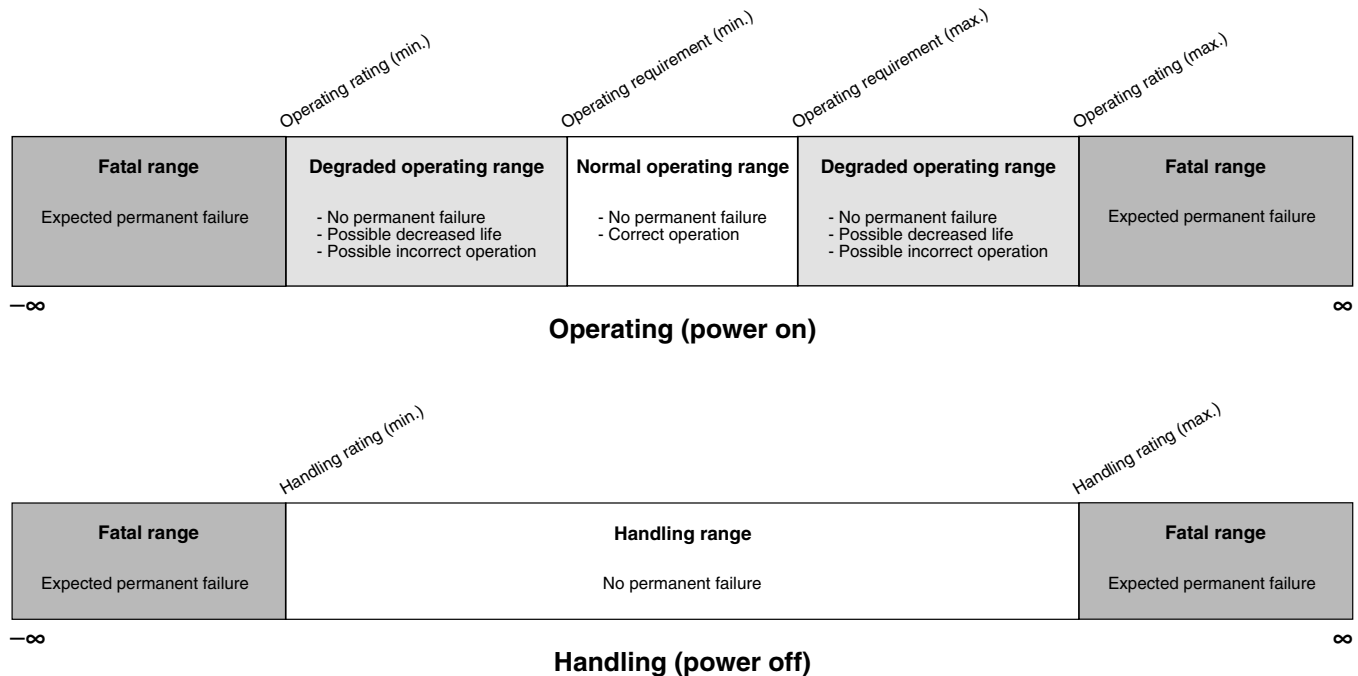 Operating rating (min.)
Operating requirement (min.)
Operating requirement (max.)
Operating rating (max.)
Fatal range
Expected permanent failure
Degraded operating range
- No permanent failure
- Possible decreased life
- Possible incorrect operation
Normal operating range
- No permanent failure
- Correct operation
Degraded operating range
- No permanent failure
- Possible decreased life
- Possible incorrect operation
Fatal range
Expected permanent failure
–∞
∞
Operating (power on)
Handling rating (min.)
Handling rating (max.)
Fatal range
Expected permanent failure
Handling range
No permanent failure
Fatal range
Expected permanent failure
–∞
∞
Handling (power off)